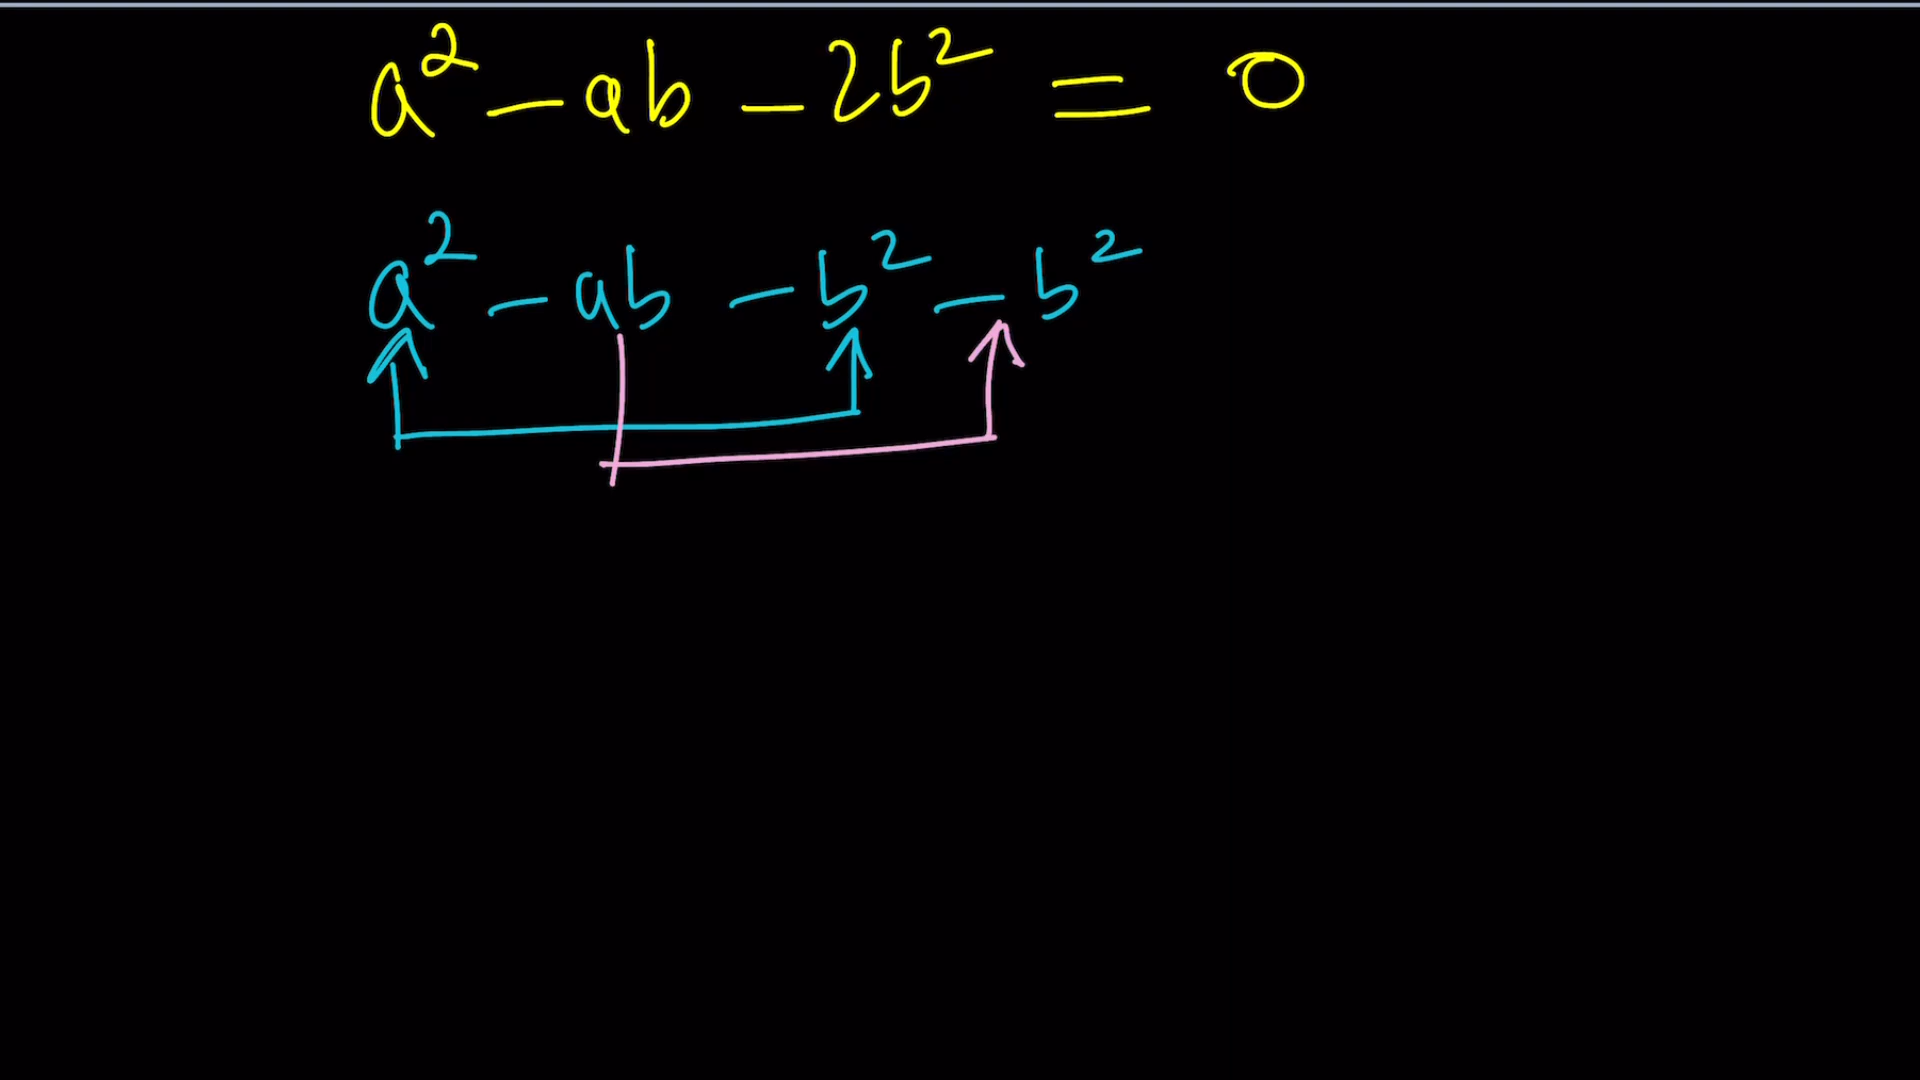 a² - ab - 2b² = 0
a² - ab - b² - b²